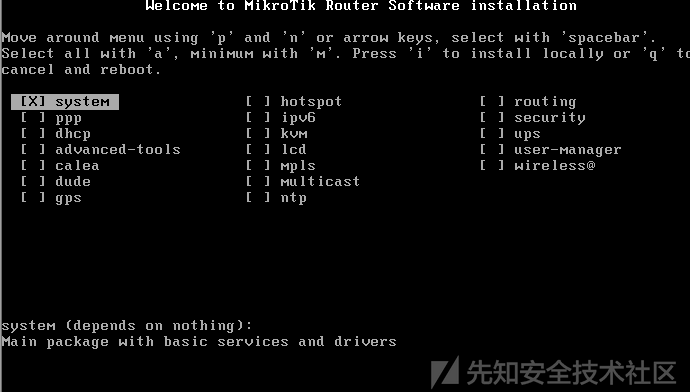 Welcome to MikroTik Router Software installation
Move around menu using 'p' and 'n' or arrow keys, select with 'spacebar'.
Select all with 'a', minimum with 'm'. Press 'i' to install locally or 'q' to
cancel and reboot.
[X] system [ ] hotspot [ ] routing
[ ] ppp [ ] ipv6 [ ] security
[ ] dhcp [ ] kvm [ ] ups
[ ] advanced-tools [ ] lcd [ ] user-manager
[ ] calea [ ] mpls [ ] wireless@
[ ] dude [ ] multicast
[ ] gps [ ] ntp
system (depends on nothing):
Main package with basic services and drivers
先知安全技术社区